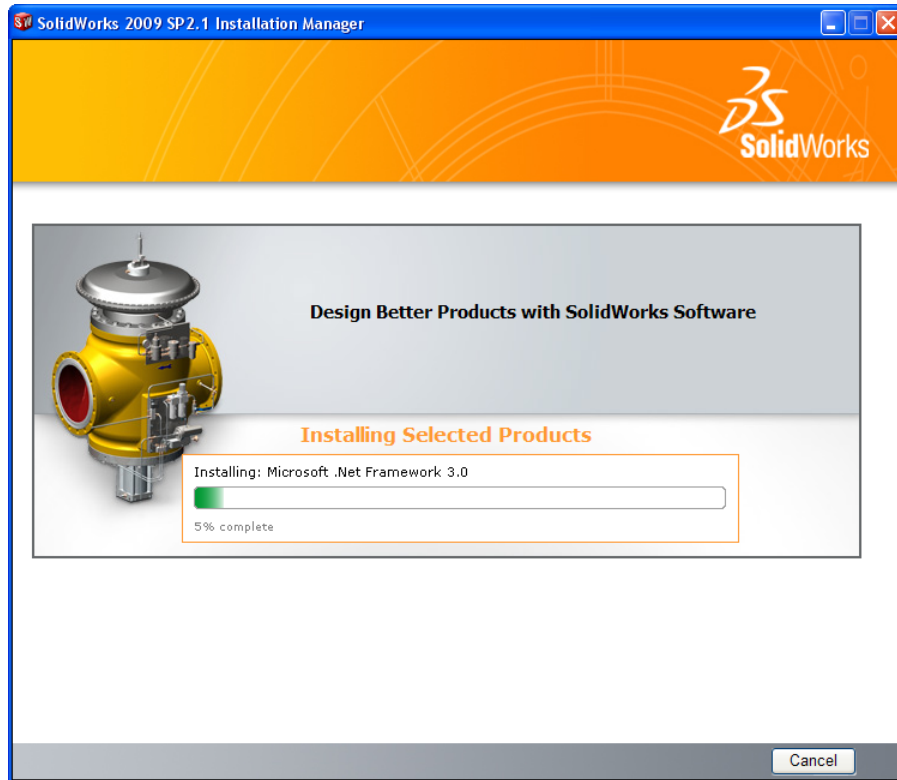 SolidWorks 2009 SP2.1 Installation Manager
SolidWorks
Design Better Products with SolidWorks Software
Installing Selected Products
Installing: Microsoft .Net Framework 3.0
5% complete
Cancel